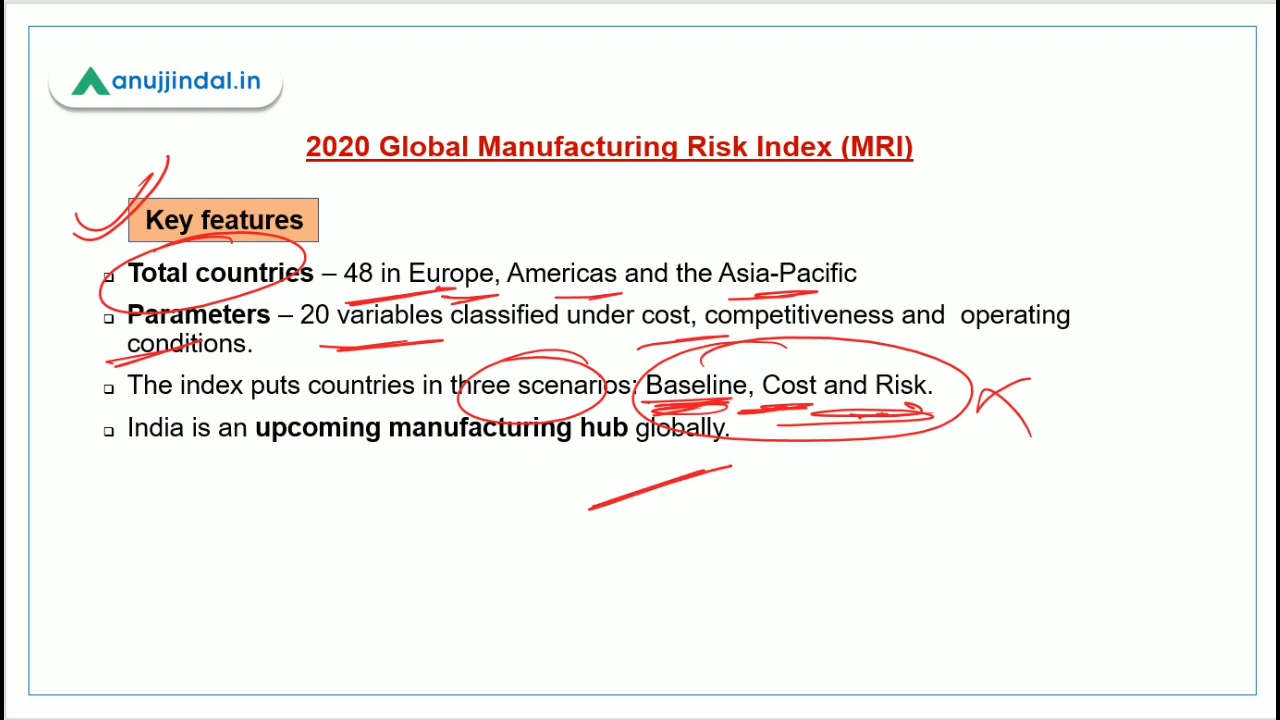 anujjindal.in
2020 Global Manufacturing Risk Index (MRI)
Key features
Total countries – 48 in Europe, Americas and the Asia-Pacific
Parameters – 20 variables classified under cost, competitiveness and operating
conditions.
The index puts countries in three scenarios: Baseline, Cost and Risk.
India is an upcoming manufacturing hub globally.